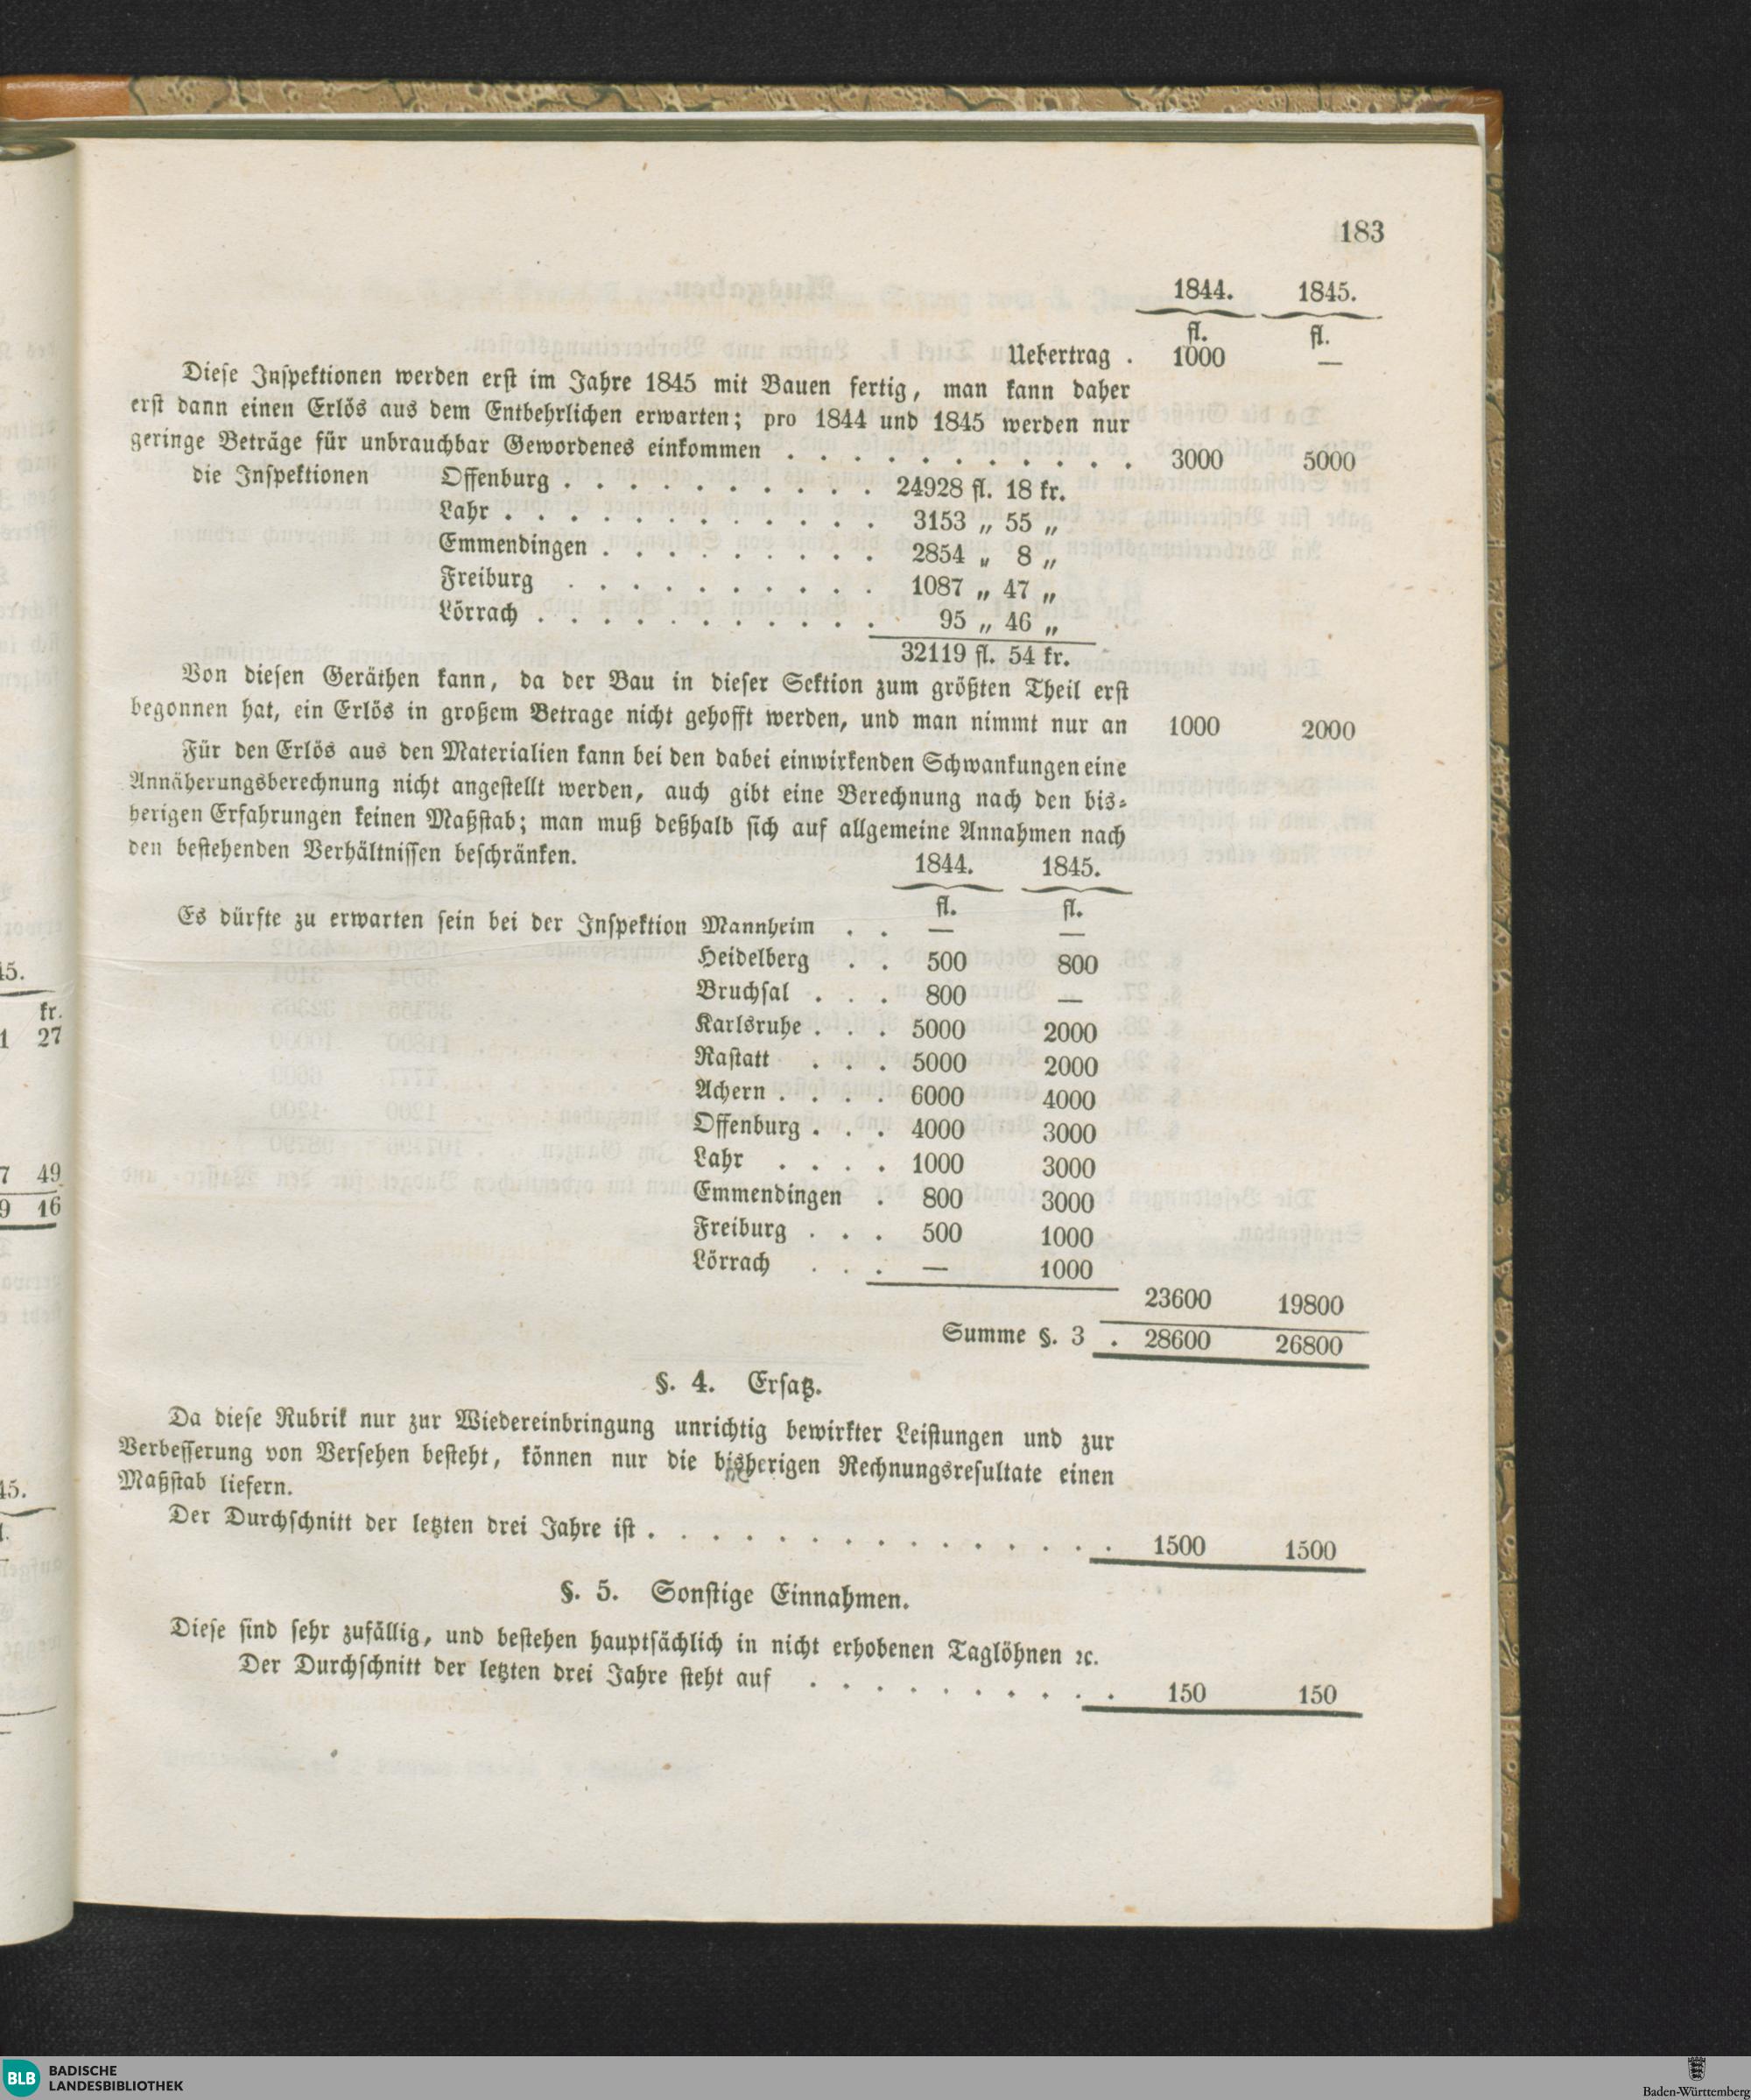 183
1844. 1845.
fl. fl.
Uebertrag . 1000 —
Diese Inspektionen werden erst im Jahre 1845 mit Bauen fertig, man kann daher
erst dann einen Erlös aus dem Entbehrlichen erwarten; pro 1844 und 1845 werden nur
geringe Beträge für unbrauchbar Gewordenes einkommen . . . . . . . . . . . 3000 5000
die Inspektionen Offenburg . . . . . . . . . . 24928 fl. 18 kr.
Lahr . . . . . . . . . . . . 3153 „ 55 „
Emmendingen . . . . . . . . . 2854 „ 8 „
Freiburg . . . . . . . . . . 1087 „ 47 „
Lörrach . . . . . . . . . . . 95 „ 46 „
32119 fl. 54 kr.
Von diesen Geräthen kann, da der Bau in dieser Sektion zum größten Theil erst
begonnen hat, ein Erlös in großem Betrage nicht gehofft werden, und man nimmt nur an 1000 2000
Für den Erlös aus den Materialien kann bei den dabei einwirkenden Schwankungen eine
Annäherungsberechnung nicht angestellt werden, auch gibt eine Berechnung nach den bis-
herigen Erfahrungen keinen Maßstab; man muß deßhalb sich auf allgemeine Annahmen nach
den bestehenden Verhältnissen beschränken.
1844. 1845.
fl. fl.
Es dürfte zu erwarten sein bei der Inspektion Mannheim . . — —
Heidelberg . . 500 800
Bruchsal . . . 800 —
Karlsruhe . . . 5000 2000
Rastatt . . . 5000 2000
Achern . . . . 6000 4000
Offenburg . . . 4000 3000
Lahr . . . . 1000 3000
Emmendingen . 800 3000
Freiburg . . . 500 1000
Lörrach . . . — 1000
23600 19800
Summe §. 3 . 28600 26800
§. 4. Ersatz.
Da diese Rubrik nur zur Wiedereinbringung unrichtig bewirkter Leistungen und zur
Verbesserung von Versehen besteht, können nur die bisherigen Rechnungsresultate einen
Maßstab liefern.
Der Durchschnitt der letzten drei Jahre ist . . . . . . . . . . . . . . . 1500 1500
§. 5. Sonstige Einnahmen.
Diese sind sehr zufällig, und bestehen hauptsächlich in nicht erhobenen Taglöhnen ꝛc.
Der Durchschnitt der letzten drei Jahre steht auf . . . . . . . . . . 150 150
45.
kr.
1 27
7 49
9 16
45.
BLB BADISCHE
LANDESBIBLIOTHEK
Baden-Württemberg